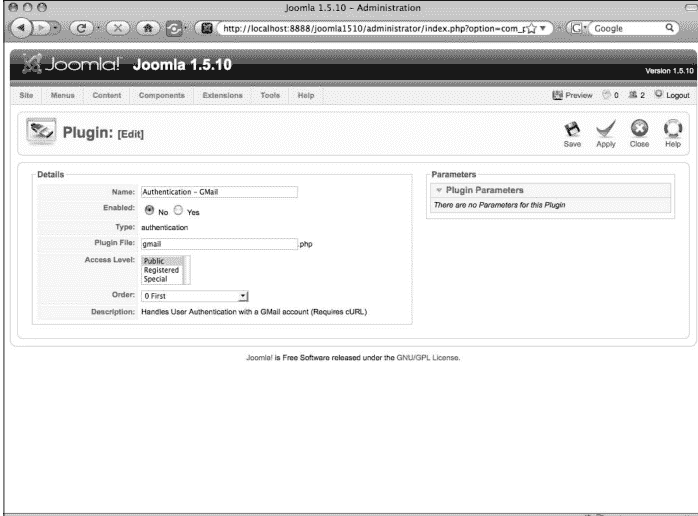 Joomla 1.5.10 – Administration
http://localhost:8888/joomla1510/administrator/index.php?option=com_p
Google
Joomla! Joomla 1.5.10
Version 1.5.10
Site Menus Content Components Extensions Tools Help
Preview 0 2 Logout
Plugin: [Edit]
Save Apply Close Help
Details
Name: Authentication - GMail
Enabled: No Yes
Type: authentication
Plugin File: gmail .php
Access Level: Public
Registered
Special
Order: 0 First
Description: Handles User Authentication with a GMail account (Requires cURL)
Parameters
Plugin Parameters
There are no Parameters for this Plugin
Joomla! is Free Software released under the GNU/GPL License.